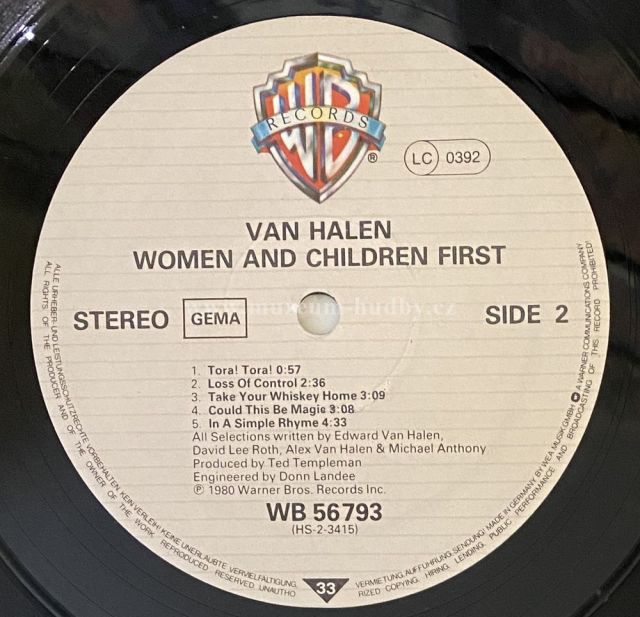 WB
RECORDS
®
LC 0392
VAN HALEN
WOMEN AND CHILDREN FIRST
www.muzeum-hudby.cz
STEREO GEMA SIDE 2
1. Tora! Tora! 0:57
2. Loss Of Control 2:36
3. Take Your Whiskey Home 3:09
4. Could This Be Magic 3:08
5. In A Simple Rhyme 4:33
All Selections written by Edward Van Halen,
David Lee Roth, Alex Van Halen & Michael Anthony
Produced by Ted Templeman
Engineered by Donn Landee
℗ 1980 Warner Bros. Records Inc.
WB 56793
(HS-2-3415)
33
ALLE URHEBER- UND LEISTUNGSSCHUTZRECHTE VORBEHALTEN. KEIN VERLEIH! KEINE UNERLAUBTE VERVIELFÄLTIGUNG, VERMIETUNG, AUFFÜHRUNG, SENDUNG! MADE IN GERMANY BY WEA MUSIK GMBH A WARNER COMMUNICATIONS COMPANY
ALL RIGHTS OF THE PRODUCER AND OF THE OWNER OF THE WORK REPRODUCED RESERVED. UNAUTHORIZED COPYING, HIRING, LENDING, PUBLIC PERFORMANCE AND BROADCASTING OF THIS RECORD PROHIBITED!